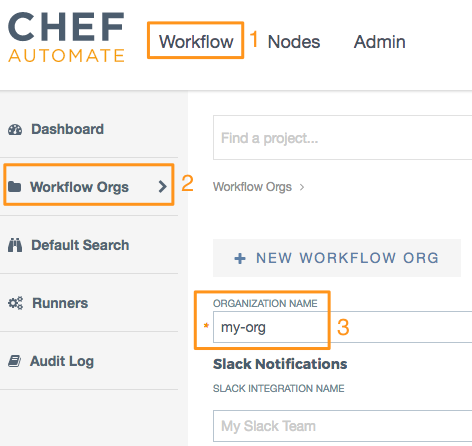 CHEF
AUTOMATE
Workflow 1 Nodes Admin
Dashboard
Workflow Orgs 2
Default Search
Runners
Audit Log
Find a project...
Workflow Orgs >
+ NEW WORKFLOW ORG
ORGANIZATION NAME
* my-org 3
Slack Notifications
SLACK INTEGRATION NAME
My Slack Team